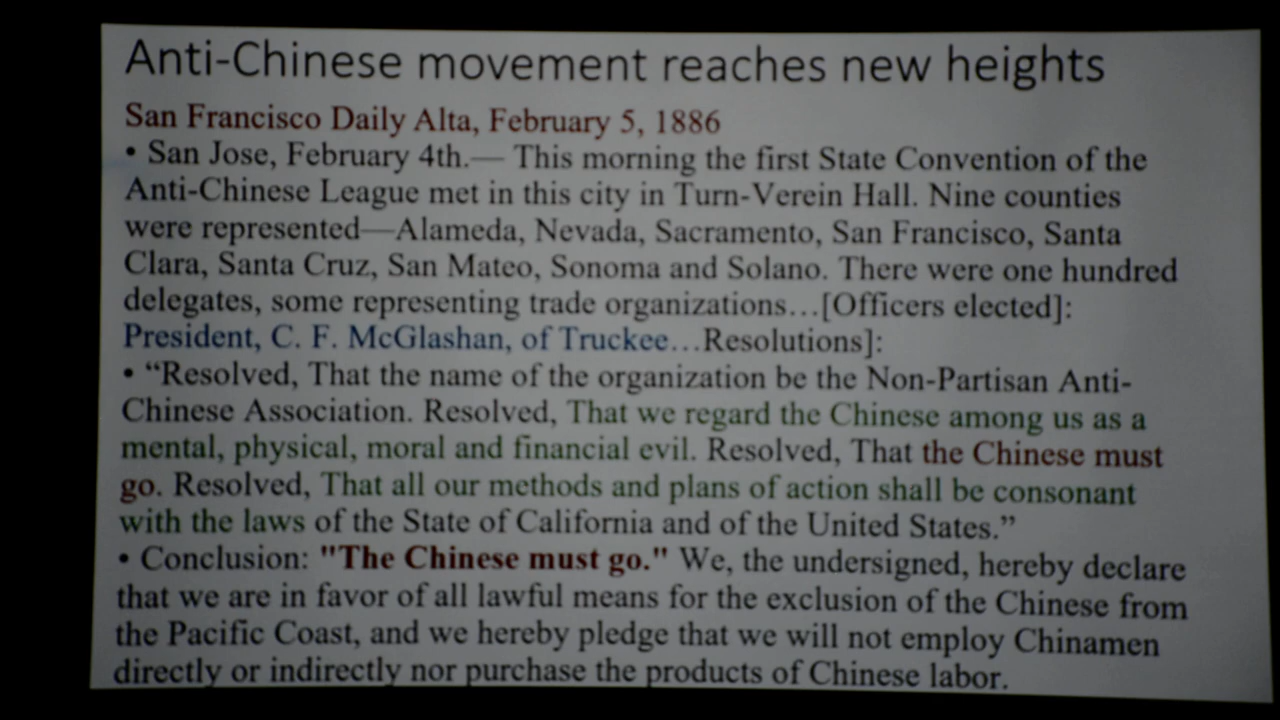 Anti-Chinese movement reaches new heights
San Francisco Daily Alta, February 5, 1886
• San Jose, February 4th.— This morning the first State Convention of the
Anti-Chinese League met in this city in Turn-Verein Hall. Nine counties
were represented—Alameda, Nevada, Sacramento, San Francisco, Santa
Clara, Santa Cruz, San Mateo, Sonoma and Solano. There were one hundred
delegates, some representing trade organizations…[Officers elected]:
President, C. F. McGlashan, of Truckee…Resolutions]:
• “Resolved, That the name of the organization be the Non-Partisan Anti-
Chinese Association. Resolved, That we regard the Chinese among us as a
mental, physical, moral and financial evil. Resolved, That the Chinese must
go. Resolved, That all our methods and plans of action shall be consonant
with the laws of the State of California and of the United States.”
• Conclusion: "The Chinese must go." We, the undersigned, hereby declare
that we are in favor of all lawful means for the exclusion of the Chinese from
the Pacific Coast, and we hereby pledge that we will not employ Chinamen
directly or indirectly nor purchase the products of Chinese labor.